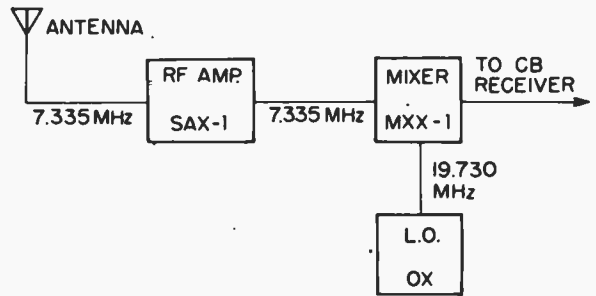 ANTENNA
RF AMP.
SAX-1
7.335 MHz
7.335 MHz
MIXER
MXX-1
TO CB
RECEIVER
19.730
MHz
L.O.
OX